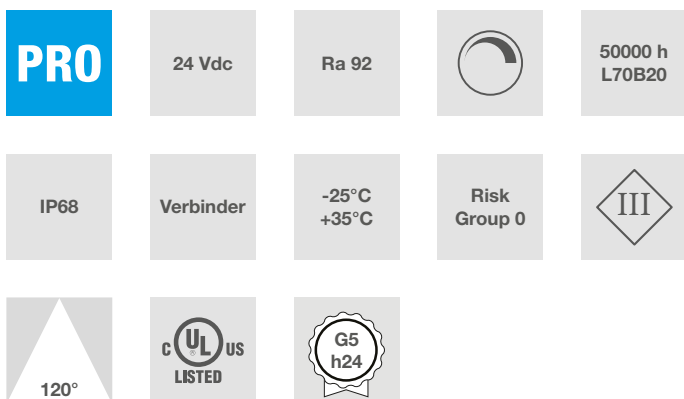 PRO
24 Vdc
Ra 92
50000 h
L70B20
IP68
Verbinder
-25°C
+35°C
Risk
Group 0
III
120°
C UL US
®
LISTED
G5
h24